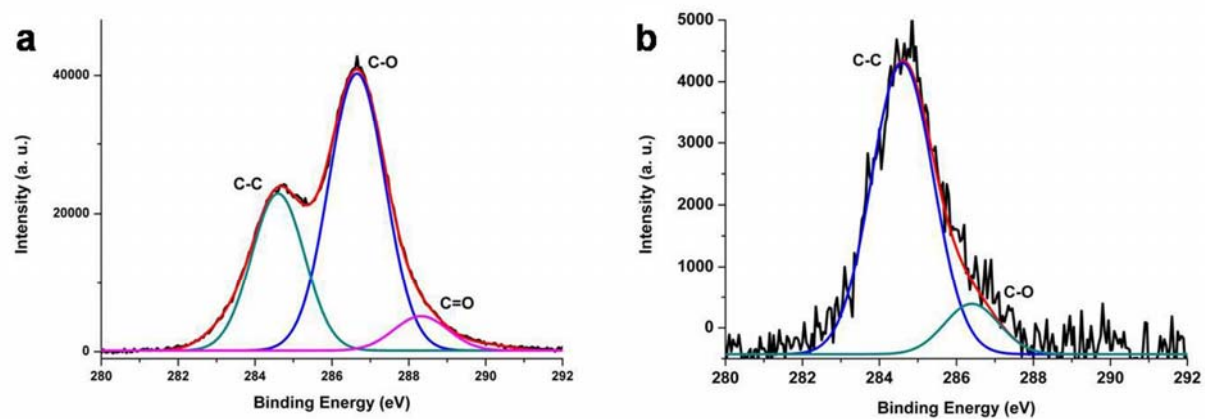 a
C-C
C-O
C=O
Intensity (a. u.)
40000
20000
0
280 282 284 286 288 290 292
Binding Energy (eV)
b
C-C
C-O
Intensity (a. u.)
5000
4000
3000
2000
1000
0
280 282 284 286 288 290 292
Binding Energy (eV)